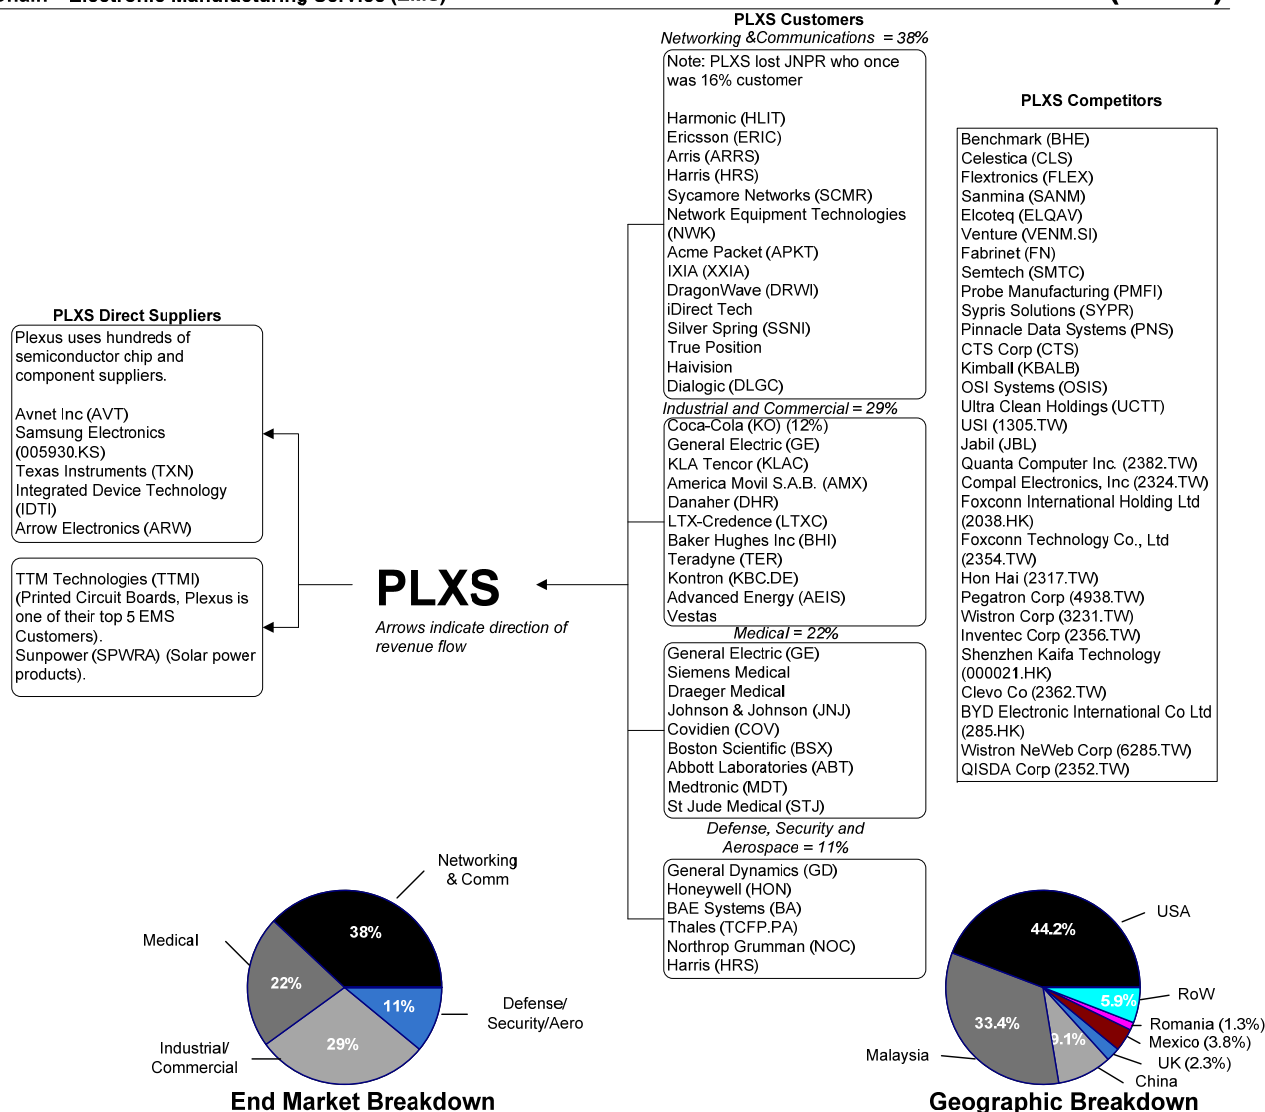 PLXS Customers
Networking &Communications = 38%
Note: PLXS lost JNPR who once
was 16% customer
Harmonic (HLIT)
Ericsson (ERIC)
Arris (ARRS)
Harris (HRS)
Sycamore Networks (SCMR)
Network Equipment Technologies
(NWK)
Acme Packet (APKT)
IXIA (XXIA)
DragonWave (DRWI)
iDirect Tech
Silver Spring (SSNI)
True Position
Haivision
Dialogic (DLGC)
Industrial and Commercial = 29%
Coca-Cola (KO) (12%)
General Electric (GE)
KLA Tencor (KLAC)
America Movil S.A.B. (AMX)
Danaher (DHR)
LTX-Credence (LTXC)
Baker Hughes Inc (BHI)
Teradyne (TER)
Kontron (KBC.DE)
Advanced Energy (AEIS)
Vestas
Medical = 22%
General Electric (GE)
Siemens Medical
Draeger Medical
Johnson & Johnson (JNJ)
Covidien (COV)
Boston Scientific (BSX)
Abbott Laboratories (ABT)
Medtronic (MDT)
St Jude Medical (STJ)
Defense, Security and
Aerospace = 11%
General Dynamics (GD)
Honeywell (HON)
BAE Systems (BA)
Thales (TCFP.PA)
Northrop Grumman (NOC)
Harris (HRS)
PLXS Competitors
Benchmark (BHE)
Celestica (CLS)
Flextronics (FLEX)
Sanmina (SANM)
Elcoteq (ELQAV)
Venture (VENM.SI)
Fabrinet (FN)
Semtech (SMTC)
Probe Manufacturing (PMFI)
Sypris Solutions (SYPR)
Pinnacle Data Systems (PNS)
CTS Corp (CTS)
Kimball (KBALB)
OSI Systems (OSIS)
Ultra Clean Holdings (UCTT)
USI (1305.TW)
Jabil (JBL)
Quanta Computer Inc. (2382.TW)
Compal Electronics, Inc (2324.TW)
Foxconn International Holding Ltd
(2038.HK)
Foxconn Technology Co., Ltd
(2354.TW)
Hon Hai (2317.TW)
Pegatron Corp (4938.TW)
Wistron Corp (3231.TW)
Inventec Corp (2356.TW)
Shenzhen Kaifa Technology
(000021.HK)
Clevo Co (2362.TW)
BYD Electronic International Co Ltd
(285.HK)
Wistron NeWeb Corp (6285.TW)
QISDA Corp (2352.TW)
PLXS Direct Suppliers
Plexus uses hundreds of
semiconductor chip and
component suppliers.
Avnet Inc (AVT)
Samsung Electronics
(005930.KS)
Texas Instruments (TXN)
Integrated Device Technology
(IDTI)
Arrow Electronics (ARW)
TTM Technologies (TTMI)
(Printed Circuit Boards, Plexus is
one of their top 5 EMS
Customers).
Sunpower (SPWRA) (Solar power
products).
PLXS
Arrows indicate direction of
revenue flow
Networking
& Comm
38%
Medical
22%
11%
Defense/
Security/Aero
29%
Industrial/
Commercial
End Market Breakdown
USA
44.2%
5.9%
RoW
Romania (1.3%)
Mexico (3.8%)
UK (2.3%)
33.4%
9.1%
Malaysia
China
Geographic Breakdown